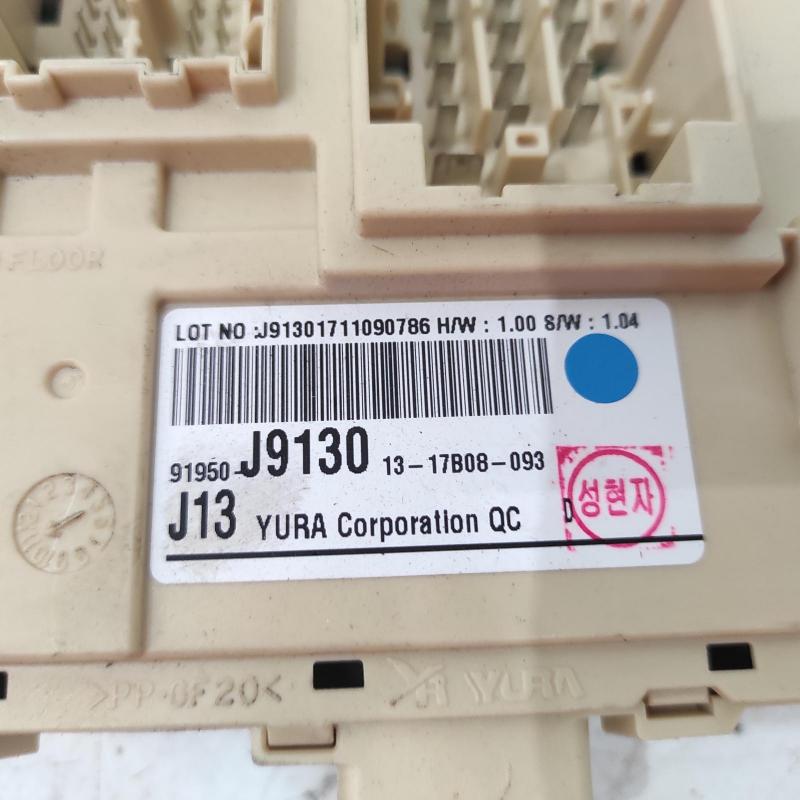 FLOOR
LOT NO :J91301711090786 H/W : 1.00 S/W : 1.04
91950-J9130 13-17B08-093
J13 YURA Corporation QC
D
성현자
>PP-GF20< YURA